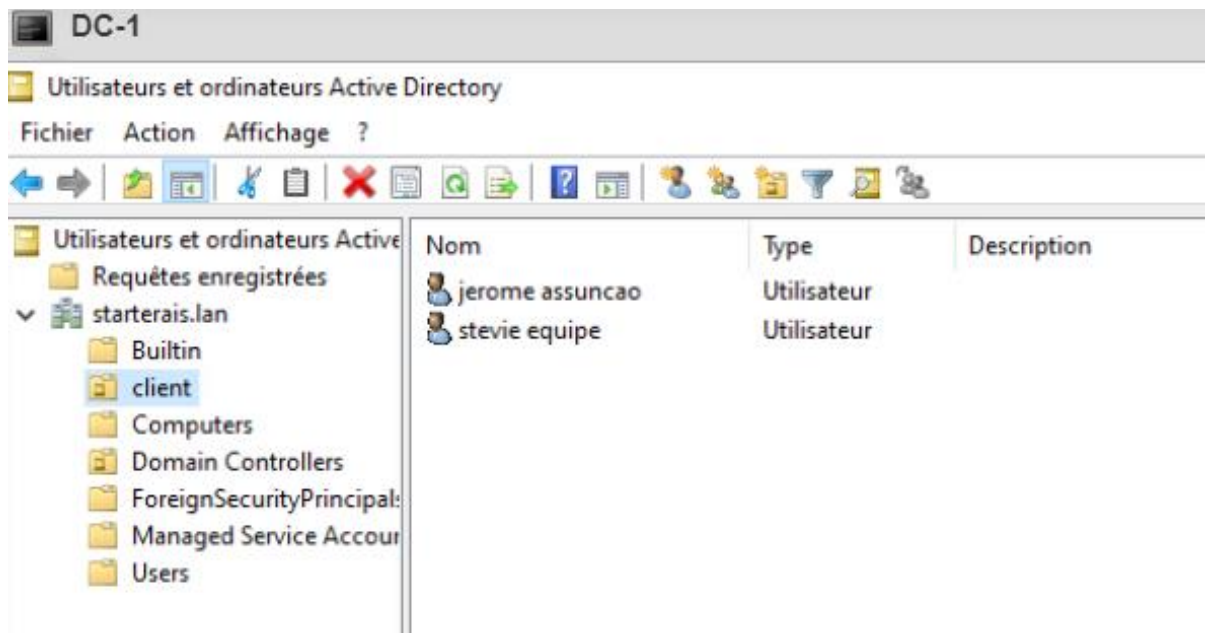 DC-1
Utilisateurs et ordinateurs Active Directory
Fichier Action Affichage ?
Utilisateurs et ordinateurs Active
Requêtes enregistrées
starterais.lan
Builtin
client
Computers
Domain Controllers
ForeignSecurityPrincipals
Managed Service Accour
Users
Nom Type Description
jerome assuncao Utilisateur
stevie equipe Utilisateur